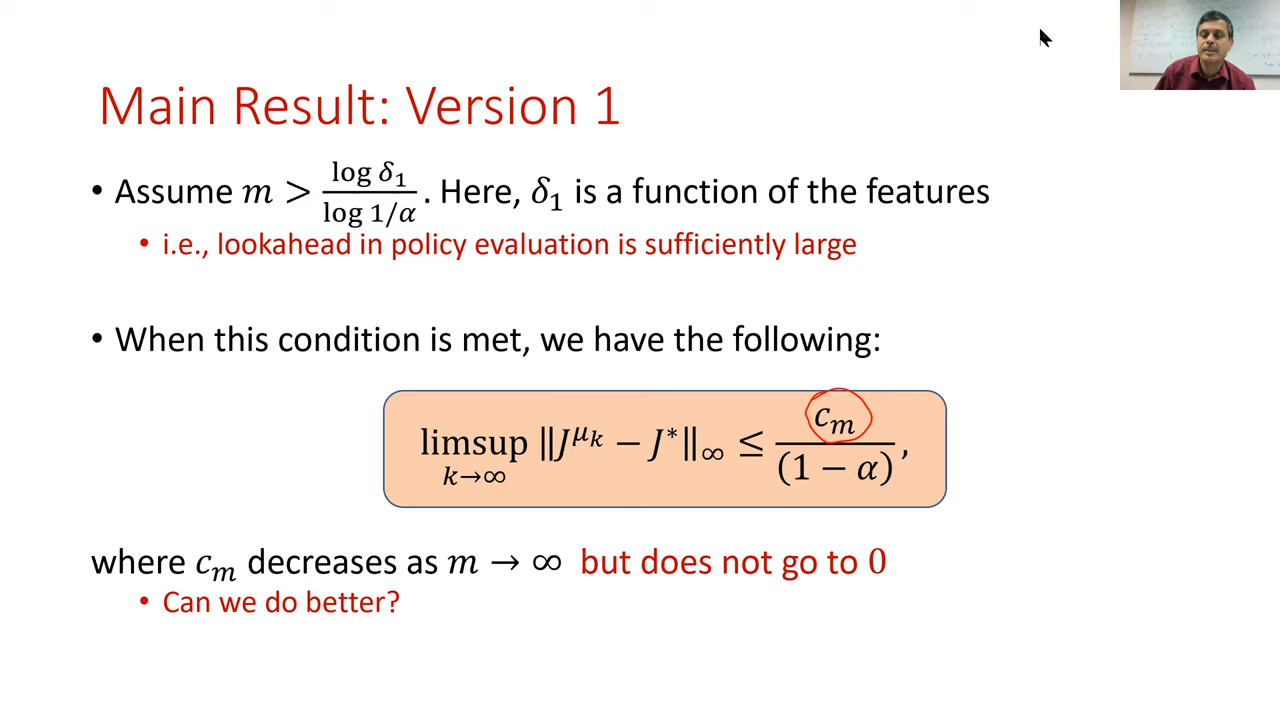 Main Result: Version 1
• Assume m > log δ₁ / log 1/α . Here, δ₁ is a function of the features
• i.e., lookahead in policy evaluation is sufficiently large
• When this condition is met, we have the following:
limsup k→∞ ‖J^{μ_k} − J*‖∞ ≤ c_m / (1 − α) ,
where c_m decreases as m → ∞ but does not go to 0
• Can we do better?